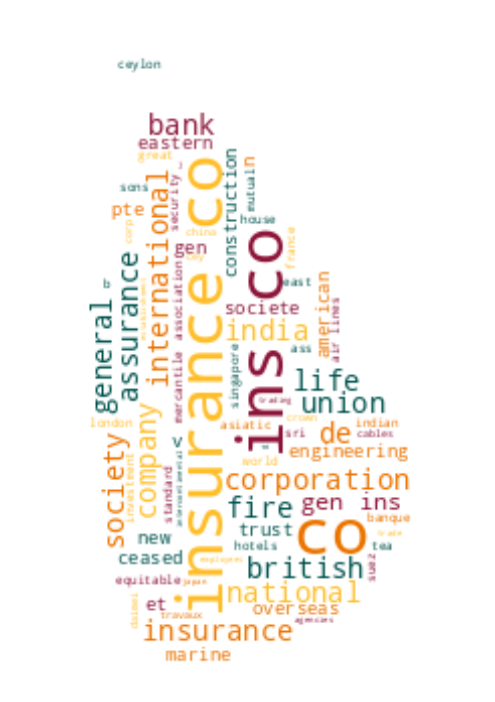 ceylon
bank
eastern
great
construction
n
insurance co
security
mutual
sons
international
pte
corp
house
ins co
france
china
gen
assurance
association
east
american
air lines
general
societe
india
ass
singapore
mercantile
life
trading
union
company
london
crown
asiatic
sri
de
indian
cables
society
v
engineering
investment
world
standard
corporation
fire
gen ins
co
banque
trust
trade
new
hotels
tea
ceased
employees
british
suez
equitable
japan
national
et
overseas
travaux
agencies
insurance
marine